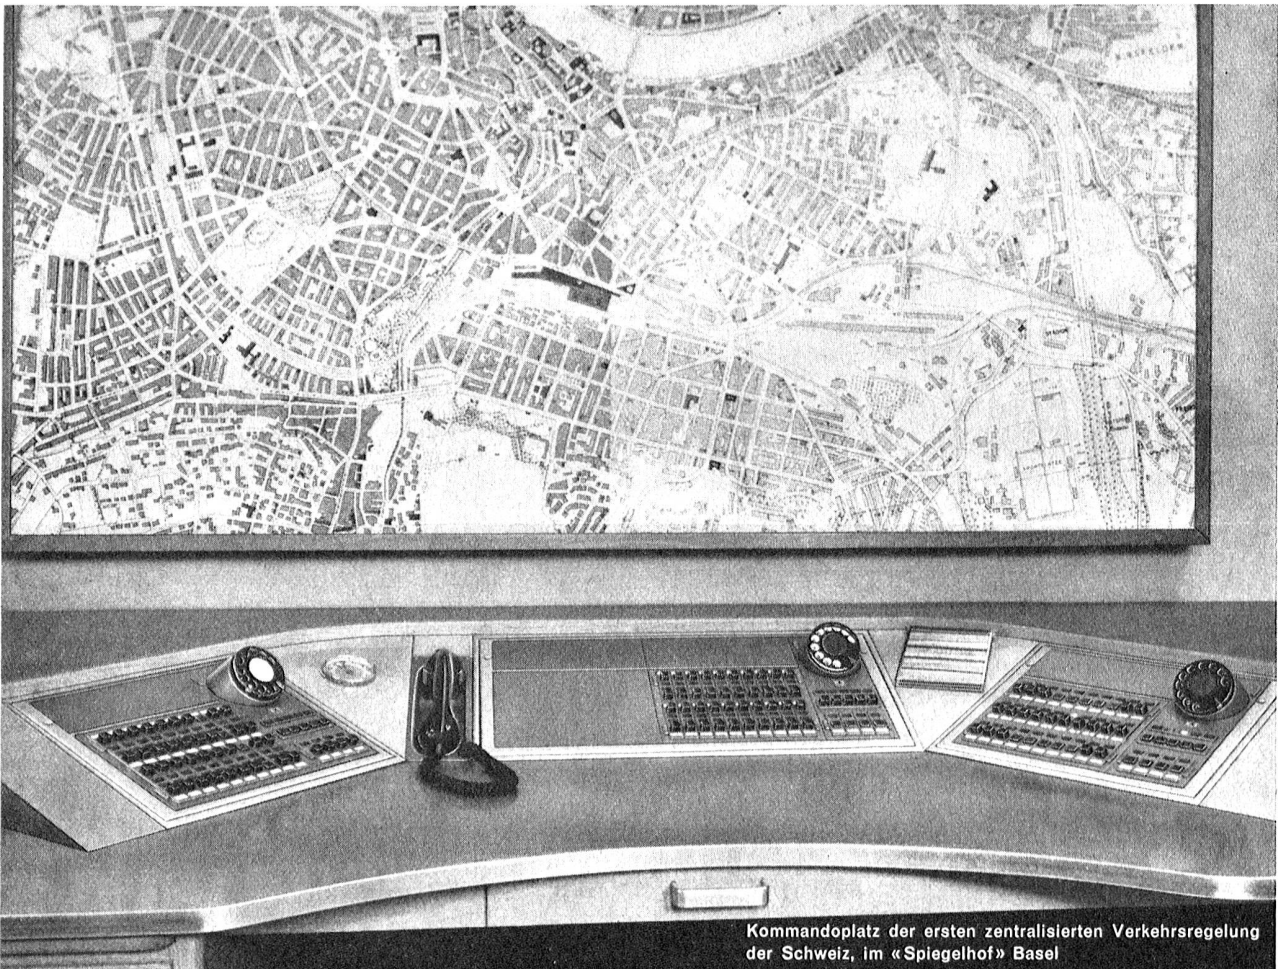 Kommandoplatz der ersten zentralisierten Verkehrsregelung
der Schweiz, im «Spiegelhof» Basel